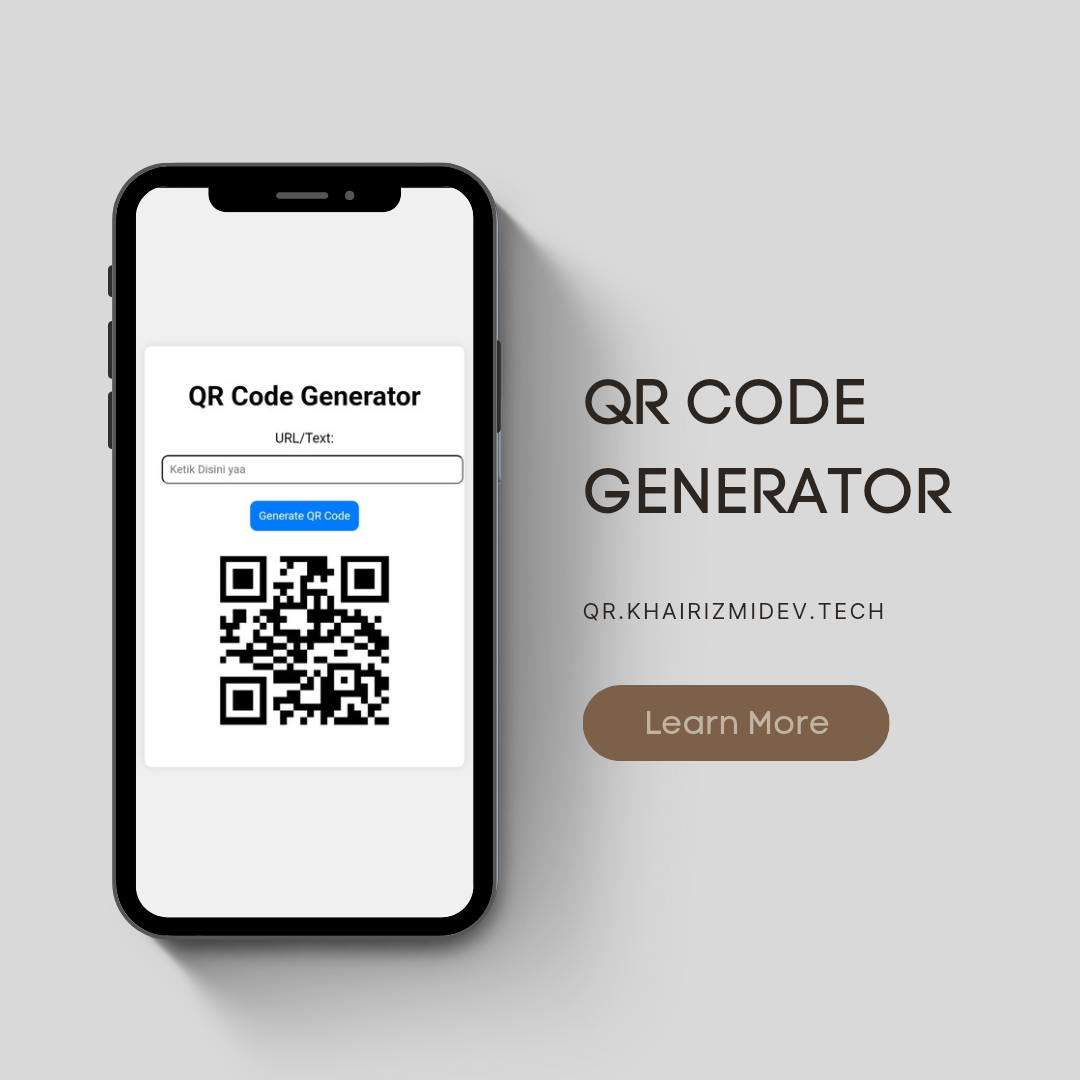 QR Code Generator
URL/Text:
Ketik Disini yaa
Generate QR Code
QR CODE
GENERATOR
QR.KHAIRIZMIDEV.TECH
Learn More